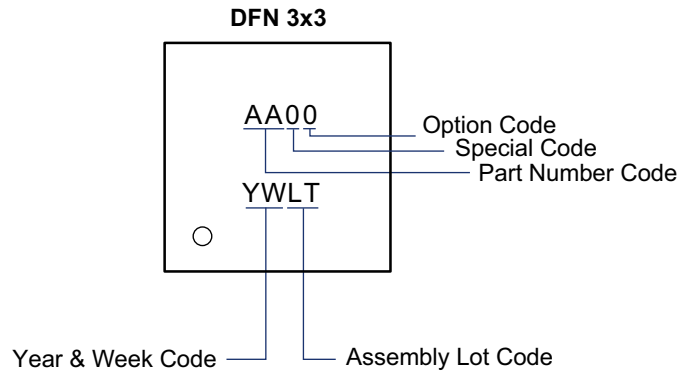 DFN 3x3
AA00
Option Code
Special Code
Part Number Code
YWLT
Year & Week Code
Assembly Lot Code